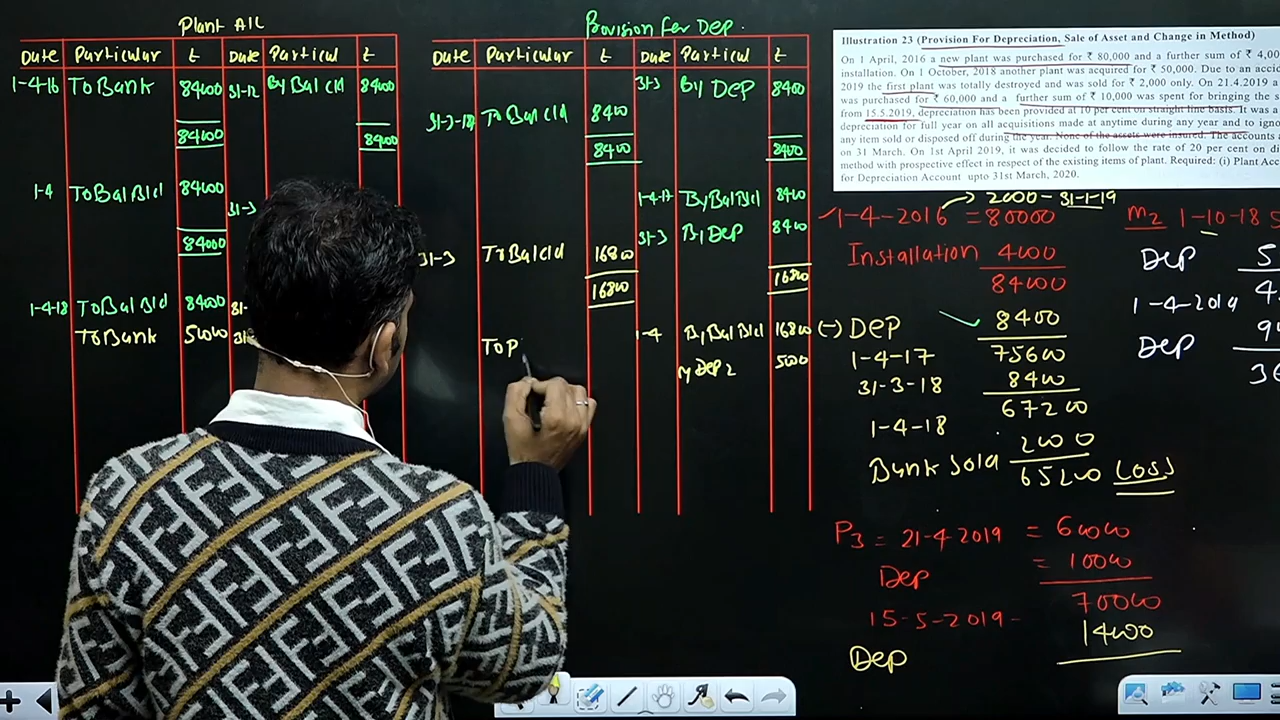 Plant A/C
Date Particular ₹ Date Particul ₹
1-4-16 To Bank 84000 31-12 By Bal c/d 84000
84000 84000
1-4 To Bal B/d 84000 31-3
84000
1-4-18 To Bal B/d 84000 31-
To Bank 50000
Provision for Dep.
Date Particular ₹ Date Particular ₹
31-3 By Dep 8400
31-3-18 To Bal c/d 8400
8400 8400
1-4-17 By Bal B/d 8400
31-3 By Dep 8400
31-3 To Bal c/d 16800
16800 16800
1-4 By Bal B/d 16800
To P
Dep 2 5000
Illustration 23 (Provision For Depreciation, Sale of Asset and Change in Method)
On 1 April, 2016 a new plant was purchased for ₹ 80,000 and a further sum of ₹ 4,00
installation. On 1 October, 2018 another plant was acquired for ₹ 50,000. Due to an accid
2019 the first plant was totally destroyed and was sold for ₹ 2,000 only. On 21.4.2019 a
was purchased for ₹ 60,000 and a further sum of ₹ 10,000 was spent for bringing the s
from 15.5.2019, depreciation has been provided at 10 per cent on straight line basis. It was a
depreciation for full year on all acquisitions made at anytime during any year and to igno
any item sold or disposed off during the year. None of the assets were insured. The accounts
on 31 March. On 1st April 2019, it was decided to follow the rate of 20 per cent on di
method with prospective effect in respect of the existing items of plant. Required: (i) Plant Acc
for Depreciation Account upto 31st March, 2020.
2000 - 31-1-19
1-4-2016 = 80000
Installation 4000
84000
(-) Dep 8400
1-4-17 75600
31-3-18 8400
1-4-18 67200
2000
Bank Sold 65200 Loss
P3 = 21-4-2019 = 60000
Dep = 10000
70000
15-5-2019 -
14000
Dep
M2 1-10-18 5
Dep 5
4
1-4-2019
Dep 9
36